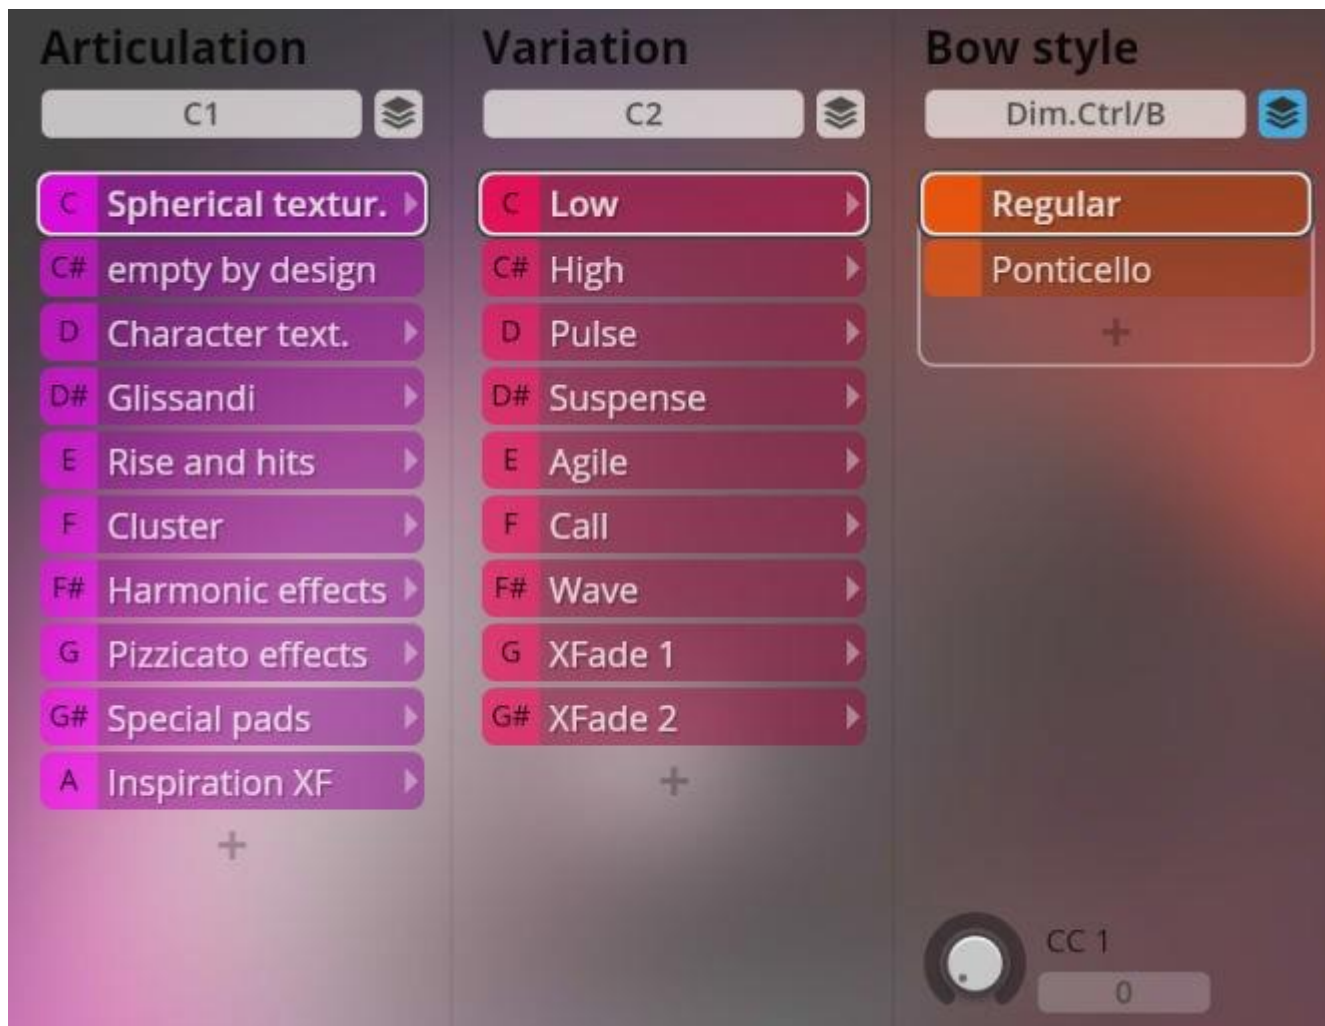 Articulation
C1
C Spherical textur.
C# empty by design
D Character text.
D# Glissandi
E Rise and hits
F Cluster
F# Harmonic effects
G Pizzicato effects
G# Special pads
A Inspiration XF
+
Variation
C2
C Low
C# High
D Pulse
D# Suspense
E Agile
F Call
F# Wave
G XFade 1
G# XFade 2
+
Bow style
Dim.Ctrl/B
Regular
Ponticello
+
CC 1
0